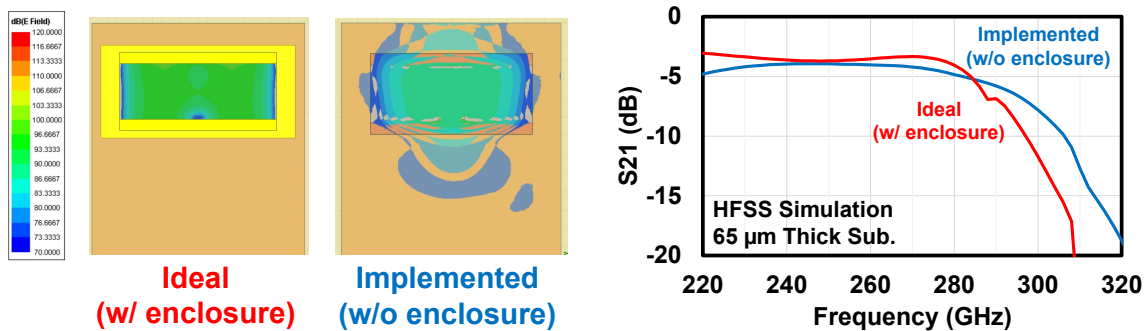 dB(E Field)
120.0000
116.6667
113.3333
110.0000
106.6667
103.3333
100.0000
96.6667
93.3333
90.0000
86.6667
83.3333
80.0000
76.6667
73.3333
70.0000
Ideal
(w/ enclosure)
Implemented
(w/o enclosure)
S21 (dB)
0
-5
-10
-15
-20
Implemented
(w/o enclosure)
Ideal
(w/ enclosure)
HFSS Simulation
65 µm Thick Sub.
220 240 260 280 300 320
Frequency (GHz)